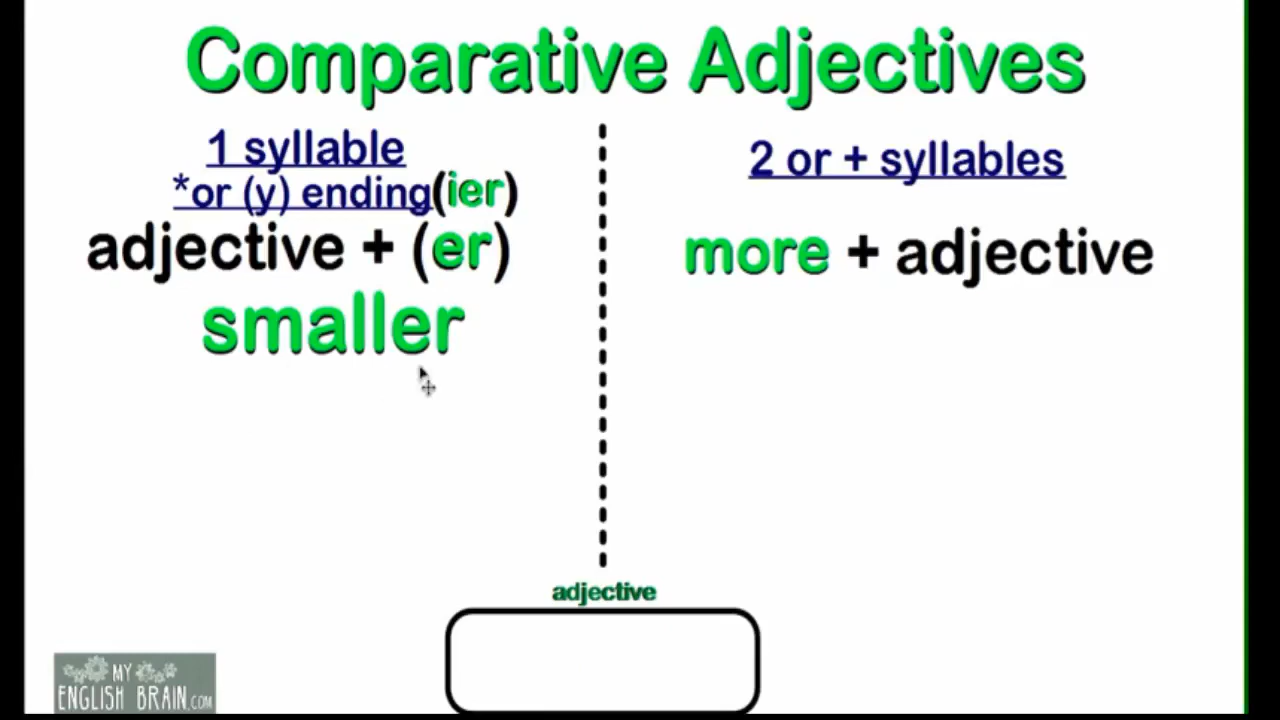 Comparative Adjectives
1 syllable
*or (y) ending(ier)
adjective + (er)
smaller
2 or + syllables
more + adjective
adjective
MY
ENGLISH BRAIN.COM